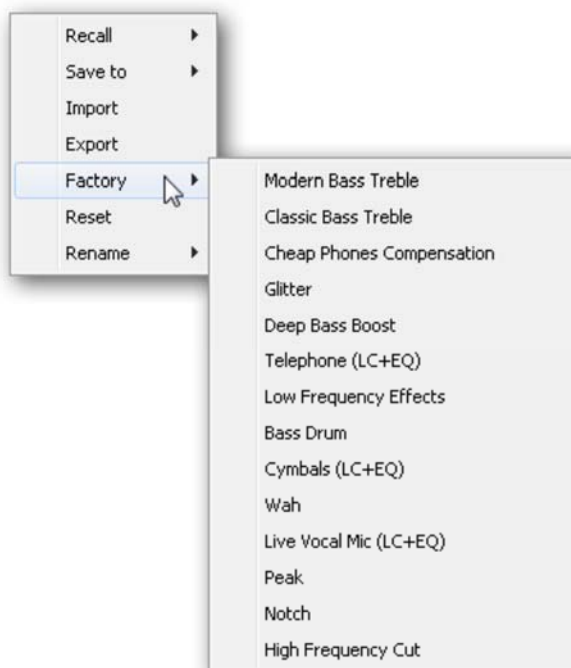 Recall
Save to
Import
Export
Factory
Reset
Rename
Modern Bass Treble
Classic Bass Treble
Cheap Phones Compensation
Glitter
Deep Bass Boost
Telephone (LC+EQ)
Low Frequency Effects
Bass Drum
Cymbals (LC+EQ)
Wah
Live Vocal Mic (LC+EQ)
Peak
Notch
High Frequency Cut